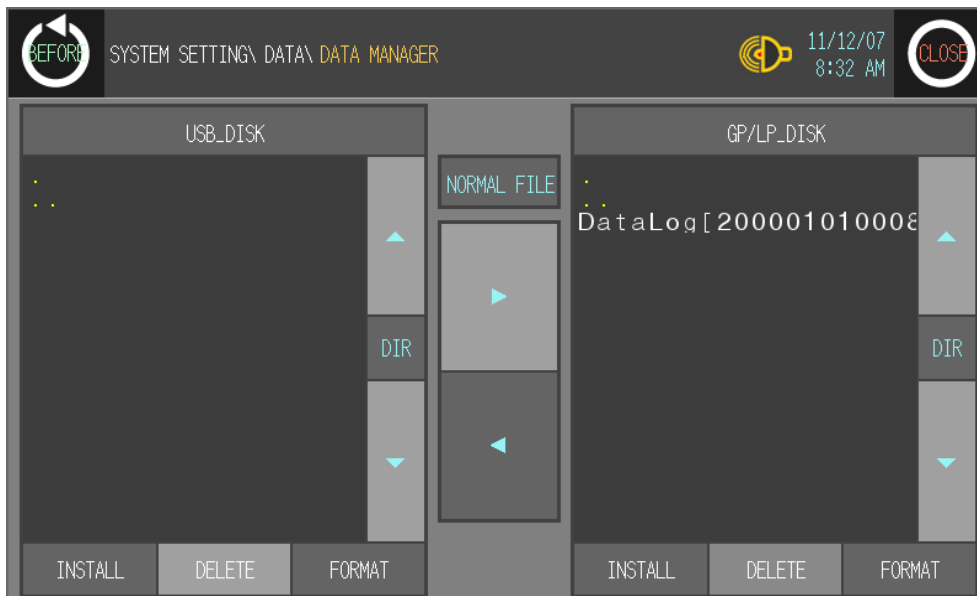 BEFORE
SYSTEM SETTING\ DATA\ DATA MANAGER
11/12/07
8:32 AM
CLOSE
USB_DISK
.
..
DIR
INSTALL DELETE FORMAT
NORMAL FILE
GP/LP_DISK
.
..
DataLog[200001010008
DIR
INSTALL DELETE FORMAT